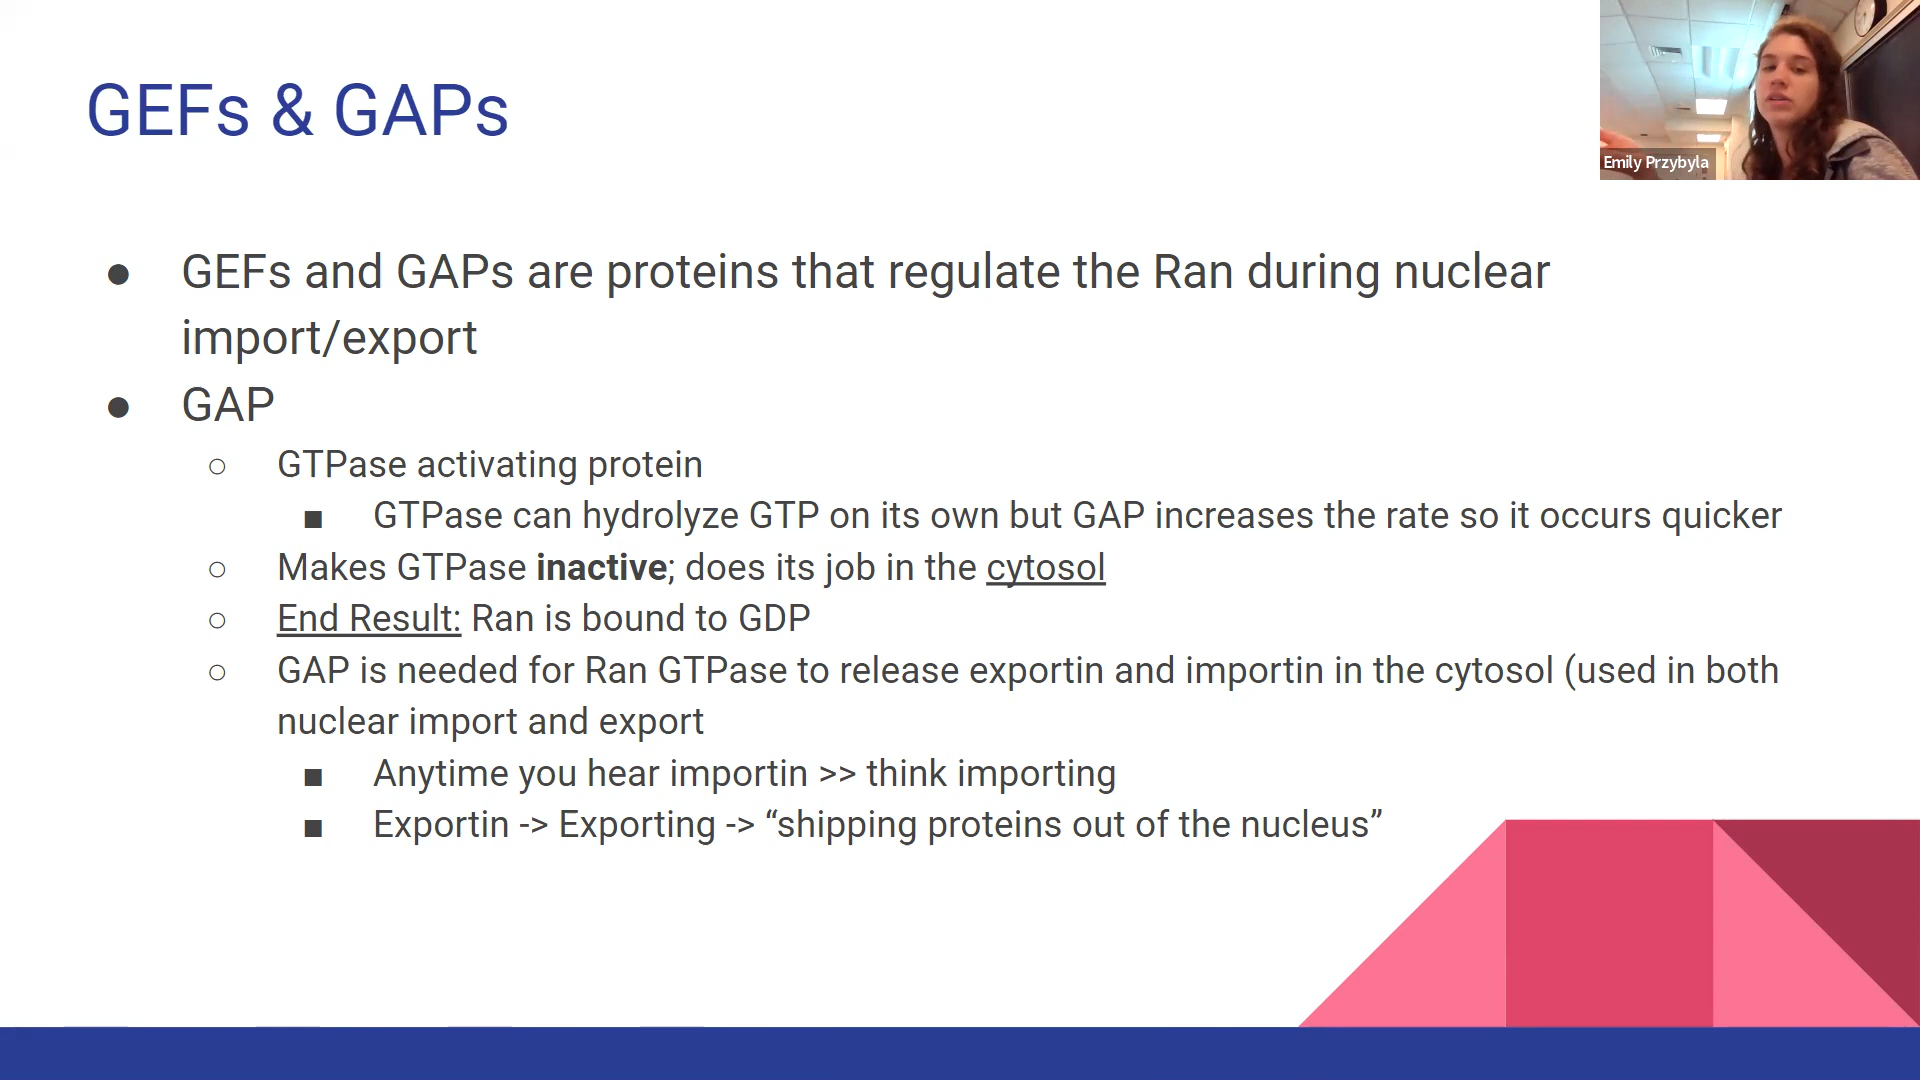 GEFs & GAPs
Emily Przybyla
● GEFs and GAPs are proteins that regulate the Ran during nuclear
import/export
● GAP
○ GTPase activating protein
■ GTPase can hydrolyze GTP on its own but GAP increases the rate so it occurs quicker
○ Makes GTPase inactive; does its job in the cytosol
○ End Result: Ran is bound to GDP
○ GAP is needed for Ran GTPase to release exportin and importin in the cytosol (used in both
nuclear import and export
■ Anytime you hear importin >> think importing
■ Exportin -> Exporting -> “shipping proteins out of the nucleus”